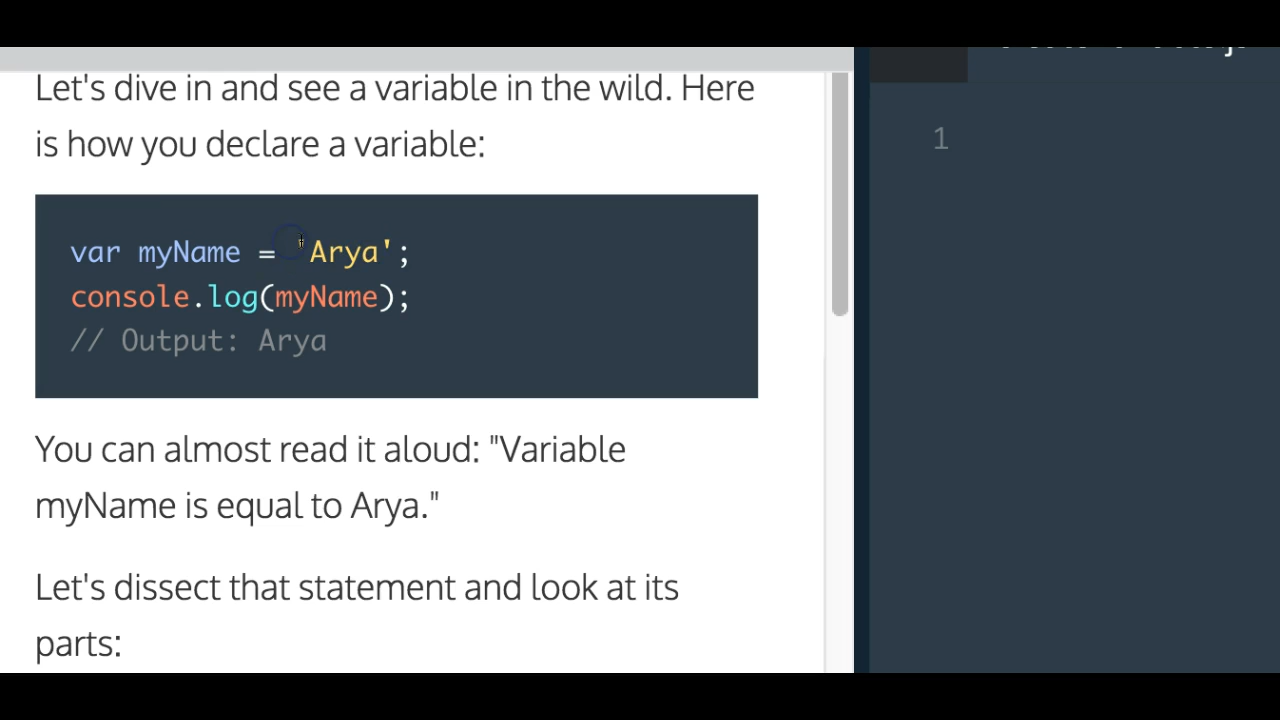 Let's dive in and see a variable in the wild. Here
is how you declare a variable:
var myName = 'Arya';
console.log(myName);
// Output: Arya
You can almost read it aloud: "Variable
myName is equal to Arya."
Let's dissect that statement and look at its
parts:
1